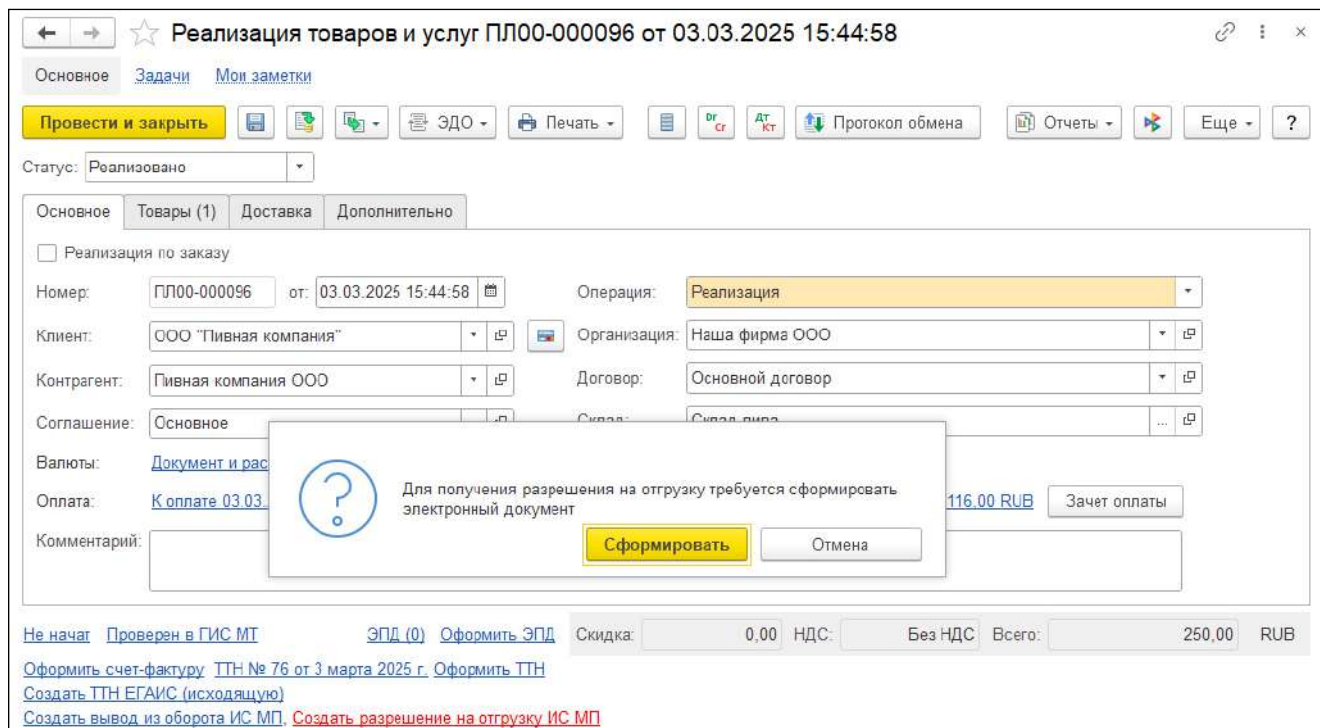 Реализация товаров и услуг ПЛ00-000096 от 03.03.2025 15:44:58
Основное Задачи Мои заметки
Провести и закрыть ЭДО Печать Dr Cr Дт Кт Протокол обмена Отчеты Еще ?
Статус: Реализовано
Основное Товары (1) Доставка Дополнительно
Реализация по заказу
Номер: ПЛ00-000096 от: 03.03.2025 15:44:58 Операция: Реализация
Клиент: ООО "Пивная компания" Организация: Наша фирма ООО
Контрагент: Пивная компания ООО Договор: Основной договор
Соглашение: Основное Склад: Склад пива
Валюты: Документ и рас
Оплата: К оплате 03.03. 116,00 RUB Зачет оплаты
Для получения разрешения на отгрузку требуется сформировать
электронный документ
Сформировать Отмена
Комментарий:
Не начат Проверен в ГИС МТ ЭПД (0) Оформить ЭПД Скидка: 0,00 НДС: Без НДС Всего: 250,00 RUB
Оформить счет-фактуру ТТН № 76 от 3 марта 2025 г. Оформить ТТН
Создать ТТН ЕГАИС (исходящую)
Создать вывод из оборота ИС МП, Создать разрешение на отгрузку ИС МП